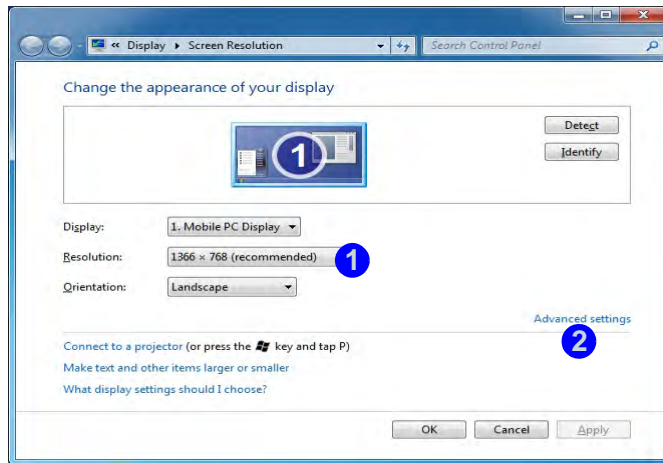 « Display ▸ Screen Resolution Search Control Panel
Change the appearance of your display
1
Detect
Identify
Display: 1. Mobile PC Display
Resolution: 1366 × 768 (recommended) 1
Orientation: Landscape
Advanced settings
2
Connect to a projector (or press the key and tap P)
Make text and other items larger or smaller
What display settings should I choose?
OK Cancel Apply